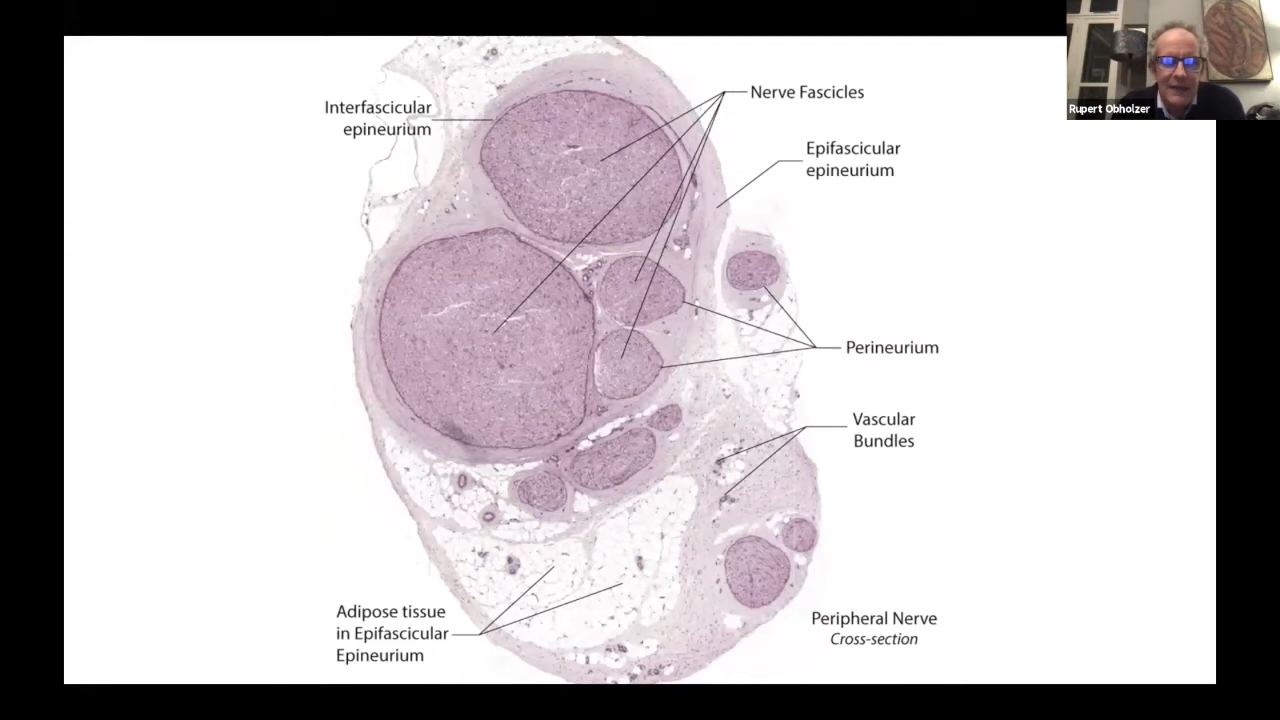 Rupert Obholzer
Nerve Fascicles
Interfascicular
epineurium
Epifascicular
epineurium
Perineurium
Vascular
Bundles
Adipose tissue
in Epifascicular
Epineurium
Peripheral Nerve
Cross-section